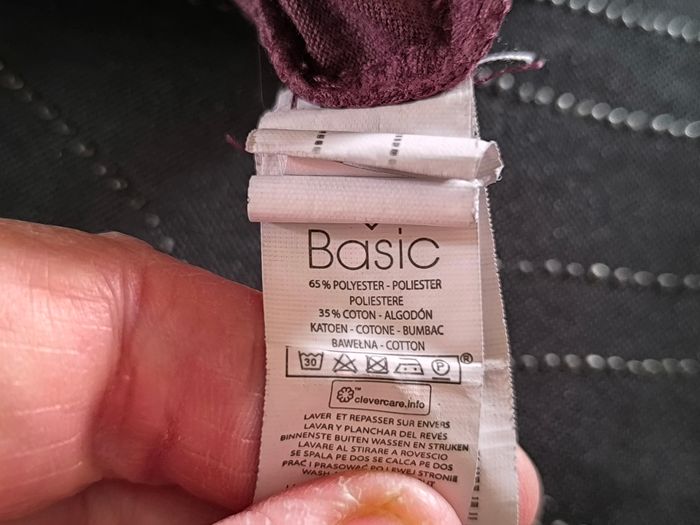 Basic
65% POLYESTER - POLIESTER
POLIESTERE
35% COTON - ALGODÓN
KATOEN - COTONE - BUMBAC
BAWEŁNA - COTTON
30 P ®
™ clevercare.info
LAVER ET REPASSER SUR ENVERS
LAVAR Y PLANCHAR DEL REVÉS
BINNENSTE BUITEN WASSEN EN STRIJKEN
LAVARE AL STIRARE A ROVESCIO
SE SPALA PE DOS SE CALCA PE DOS
PRAĆ I PRASOWAĆ PO LEWEJ STRONIE
WASH